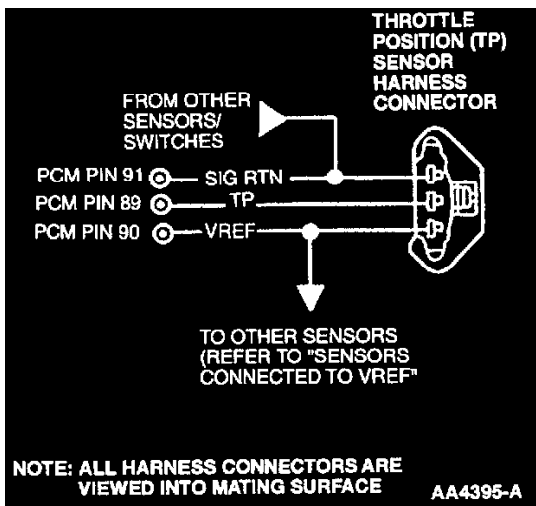 THROTTLE
POSITION (TP)
SENSOR
HARNESS
CONNECTOR
FROM OTHER
SENSORS/
SWITCHES
PCM PIN 91 SIG RTN
PCM PIN 89 TP
PCM PIN 90 VREF
TO OTHER SENSORS
(REFER TO "SENSORS
CONNECTED TO VREF"
NOTE: ALL HARNESS CONNECTORS ARE
VIEWED INTO MATING SURFACE
AA4395-A